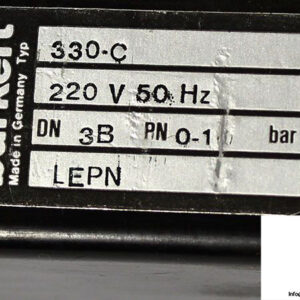 Made in Germany Typ
330-C
220 V 50 Hz
DN 3B PN 0-1 bar
LEPN